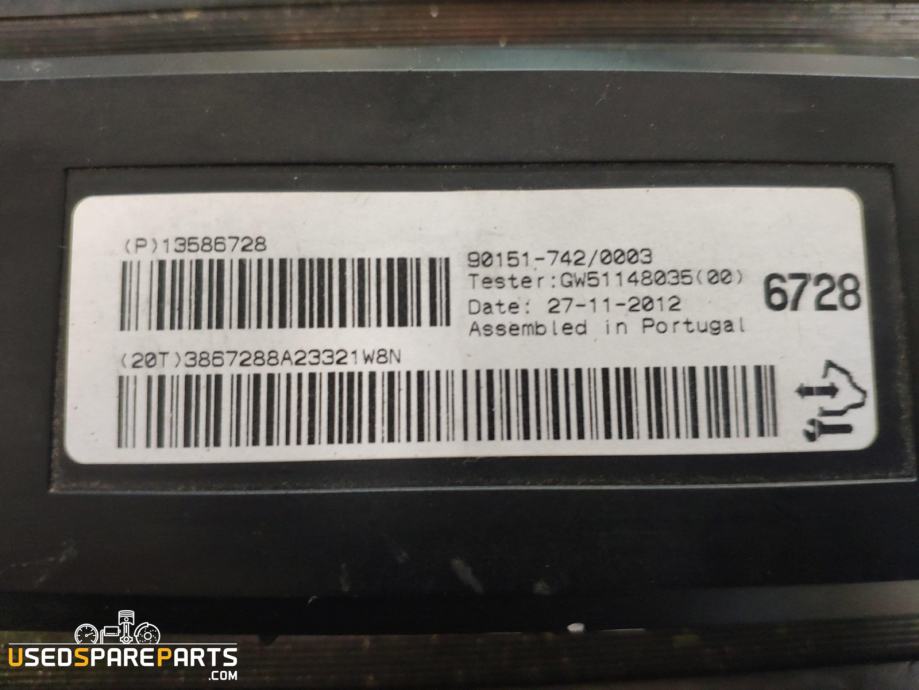 (P)13586728
90151-742/0003
Tester:GW51148035(00)
Date: 27-11-2012
Assembled in Portugal
6728
(20T)3867288A23321W8N
USEDSPAREPARTS
.COM